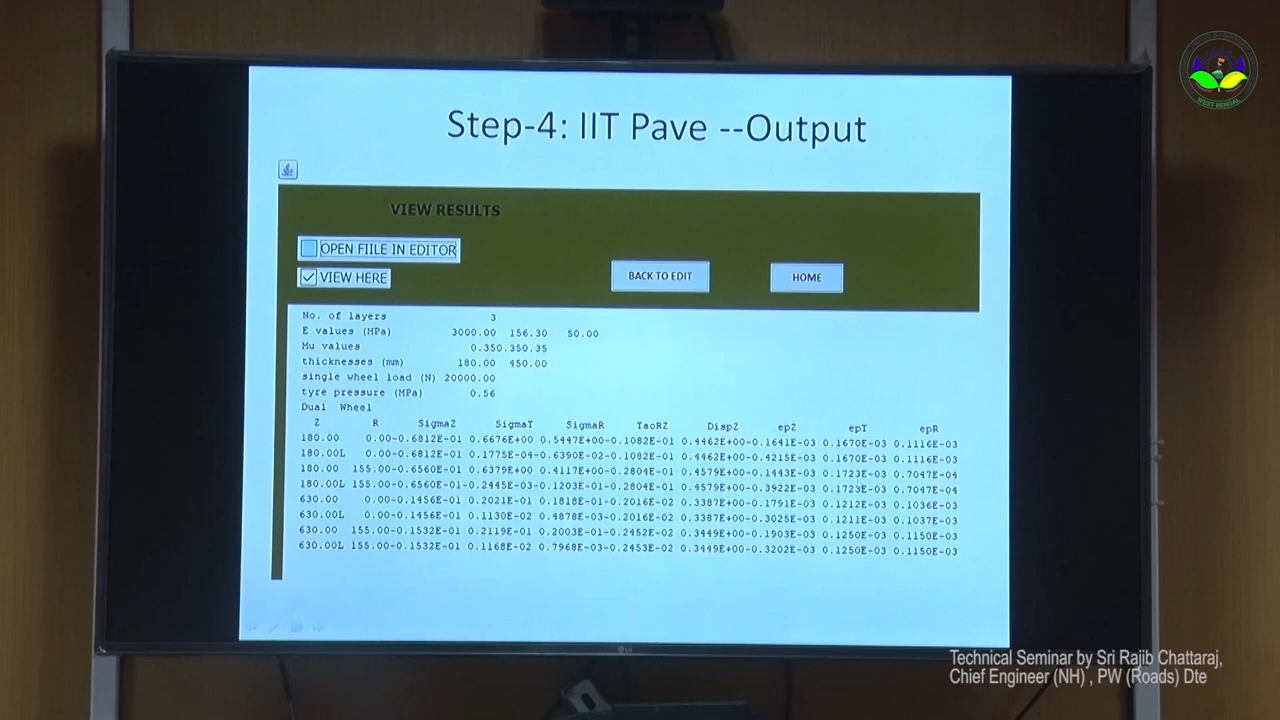 Step-4: IIT Pave --Output
VIEW RESULTS
OPEN FIILE IN EDITOR
VIEW HERE
BACK TO EDIT
HOME
No. of layers 3
E values (MPa) 3000.00 156.30 50.00
Mu values 0.350.350.35
thicknesses (mm) 180.00 450.00
single wheel load (N) 20000.00
tyre pressure (MPa) 0.56
Dual Wheel
Z R SigmaZ SigmaT SigmaR TaoRZ DispZ epZ epT epR
180.00 0.00-0.6812E-01 0.6676E+00 0.5447E+00-0.1082E-01 0.4462E+00-0.1641E-03 0.1670E-03 0.1116E-03
180.00L 0.00-0.6812E-01 0.1775E-04-0.6390E-02-0.1082E-01 0.4462E+00-0.4215E-03 0.1670E-03 0.1116E-03
180.00 155.00-0.6560E-01 0.6379E+00 0.4117E+00-0.2804E-01 0.4579E+00-0.1443E-03 0.1723E-03 0.7047E-04
180.00L 155.00-0.6560E-01-0.2445E-03-0.1203E-01-0.2804E-01 0.4579E+00-0.3922E-03 0.1723E-03 0.7047E-04
630.00 0.00-0.1456E-01 0.2021E-01 0.1818E-01-0.2016E-02 0.3387E+00-0.1791E-03 0.1212E-03 0.1036E-03
630.00L 0.00-0.1456E-01 0.1130E-02 0.4878E-03-0.2016E-02 0.3387E+00-0.3025E-03 0.1211E-03 0.1037E-03
630.00 155.00-0.1532E-01 0.2119E-01 0.2003E-01-0.2452E-02 0.3449E+00-0.1903E-03 0.1250E-03 0.1150E-03
630.00L 155.00-0.1532E-01 0.1168E-02 0.7968E-03-0.2453E-02 0.3449E+00-0.3202E-03 0.1250E-03 0.1150E-03
LG
WEST BENGAL
Technical Seminar by Sri Rajib Chattaraj,
Chief Engineer (NH) , PW (Roads) Dte